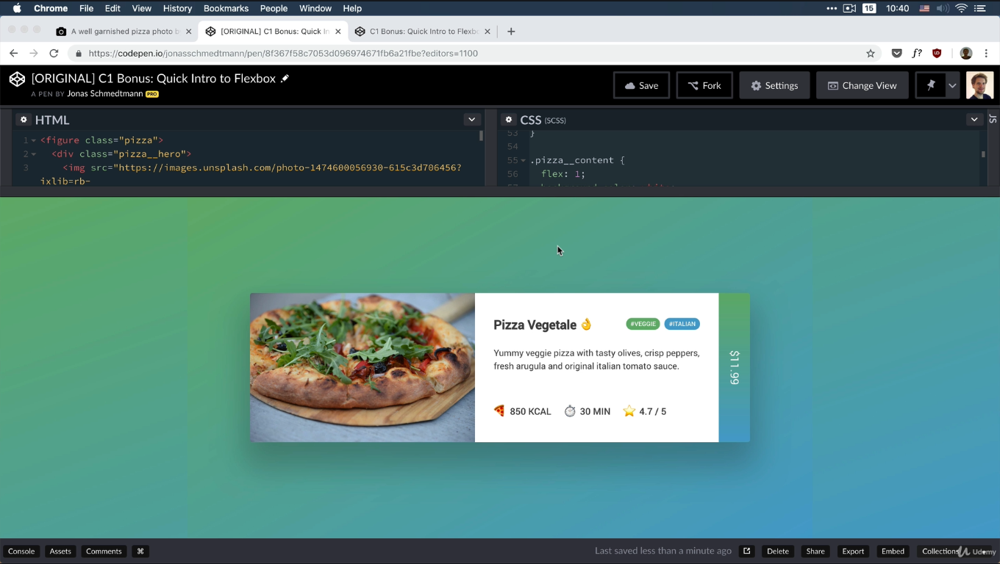 Chrome File Edit View History Bookmarks People Window Help
15 10:40
A well garnished pizza photo b
[ORIGINAL] C1 Bonus: Quick In
C1 Bonus: Quick Intro to Flexbo
https://codepen.io/jonasschmedtmann/pen/8f367f58c7053d096974671fb6a21fbe?editors=1100
f?
[ORIGINAL] C1 Bonus: Quick Intro to Flexbox
A PEN BY Jonas Schmedtmann PRO
Save Fork Settings Change View
HTML
1 <figure class="pizza">
2 <div class="pizza__hero">
3 <img src="https://images.unsplash.com/photo-1474600056930-615c3d706456?
ixlib=rb-
CSS (SCSS)
JS
53 }
54
55 .pizza__content {
56 flex: 1;
Pizza Vegetale 👌
#VEGGIE #ITALIAN
Yummy veggie pizza with tasty olives, crisp peppers,
fresh arugula and original italian tomato sauce.
850 KCAL 30 MIN 4.7 / 5
$11.99
Console Assets Comments ⌘
Last saved less than a minute ago Delete Share Export Embed Collections
Udemy